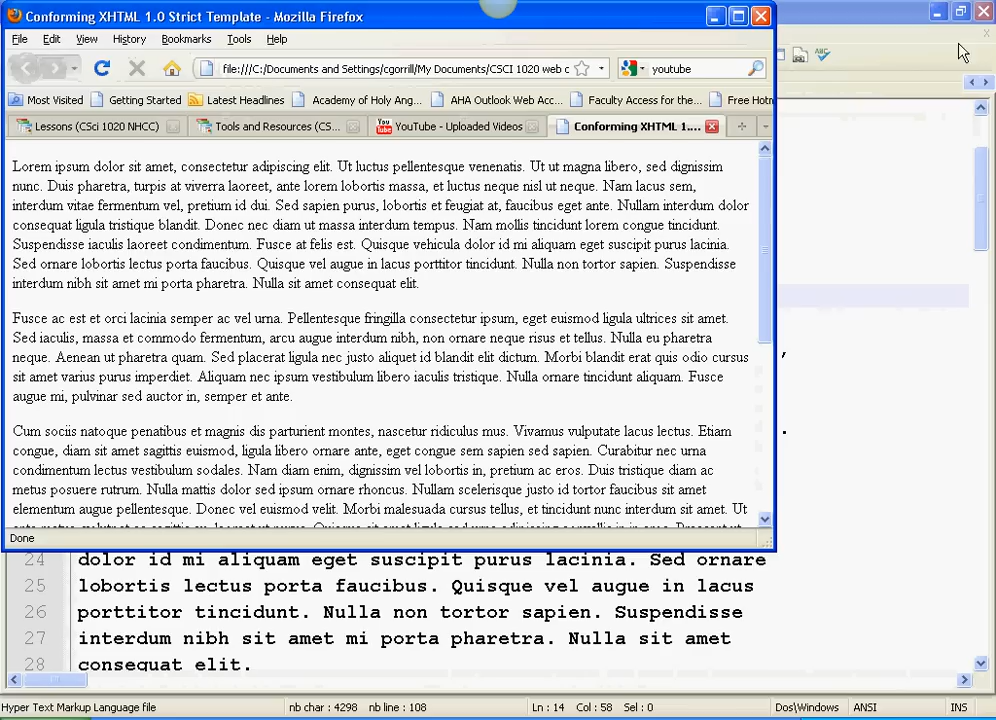 Conforming XHTML 1.0 Strict Template - Mozilla Firefox
File Edit View History Bookmarks Tools Help
file:///C:/Documents and Settings/cgorrill/My Documents/CSCI 1020 web c youtube
Most Visited Getting Started Latest Headlines Academy of Holy Ang... AHA Outlook Web Acc... Faculty Access for the... Free Hotm
Lessons (CSci 1020 NHCC) Tools and Resources (CS... YouTube - Uploaded Videos Conforming XHTML 1....
Lorem ipsum dolor sit amet, consectetur adipiscing elit. Ut luctus pellentesque venenatis. Ut ut magna libero, sed dignissim
nunc. Duis pharetra, turpis at viverra laoreet, ante lorem lobortis massa, et luctus neque nisl ut neque. Nam lacus sem,
interdum vitae fermentum vel, pretium id dui. Sed sapien purus, lobortis et feugiat at, faucibus eget ante. Nullam interdum dolor
consequat ligula tristique blandit. Donec nec diam ut massa interdum tempus. Nam mollis tincidunt lorem congue tincidunt.
Suspendisse iaculis laoreet condimentum. Fusce at felis est. Quisque vehicula dolor id mi aliquam eget suscipit purus lacinia.
Sed ornare lobortis lectus porta faucibus. Quisque vel augue in lacus porttitor tincidunt. Nulla non tortor sapien. Suspendisse
interdum nibh sit amet mi porta pharetra. Nulla sit amet consequat elit.
Fusce ac est et orci lacinia semper ac vel urna. Pellentesque fringilla consectetur ipsum, eget euismod ligula ultrices sit amet.
Sed iaculis, massa et commodo fermentum, arcu augue interdum nibh, non ornare neque risus et tellus. Nulla eu pharetra
neque. Aenean ut pharetra quam. Sed placerat ligula nec justo aliquet id blandit elit dictum. Morbi blandit erat quis odio cursus
sit amet varius purus imperdiet. Aliquam nec ipsum vestibulum libero iaculis tristique. Nulla ornare tincidunt aliquam. Fusce
augue mi, pulvinar sed auctor in, semper et ante.
Cum sociis natoque penatibus et magnis dis parturient montes, nascetur ridiculus mus. Vivamus vulputate lacus lectus. Etiam
congue, diam sit amet sagittis euismod, ligula libero ornare ante, eget congue sem sapien sed sapien. Curabitur nec urna
condimentum lectus vestibulum sodales. Nam diam enim, dignissim vel lobortis in, pretium ac eros. Duis tristique diam ac
metus posuere rutrum. Nulla mattis dolor sed ipsum ornare rhoncus. Nullam scelerisque justo id tortor faucibus sit amet
elementum augue pellentesque. Donec vel euismod velit. Morbi malesuada cursus tellus, et tincidunt nunc interdum sit amet. Ut
Done
24 dolor id mi aliquam eget suscipit purus lacinia. Sed ornare
25 lobortis lectus porta faucibus. Quisque vel augue in lacus
26 porttitor tincidunt. Nulla non tortor sapien. Suspendisse
27 interdum nibh sit amet mi porta pharetra. Nulla sit amet
28 consequat elit.
Hyper Text Markup Language file nb char : 4298 nb line : 108 Ln : 14 Col : 58 Sel : 0 Dos\Windows ANSI INS